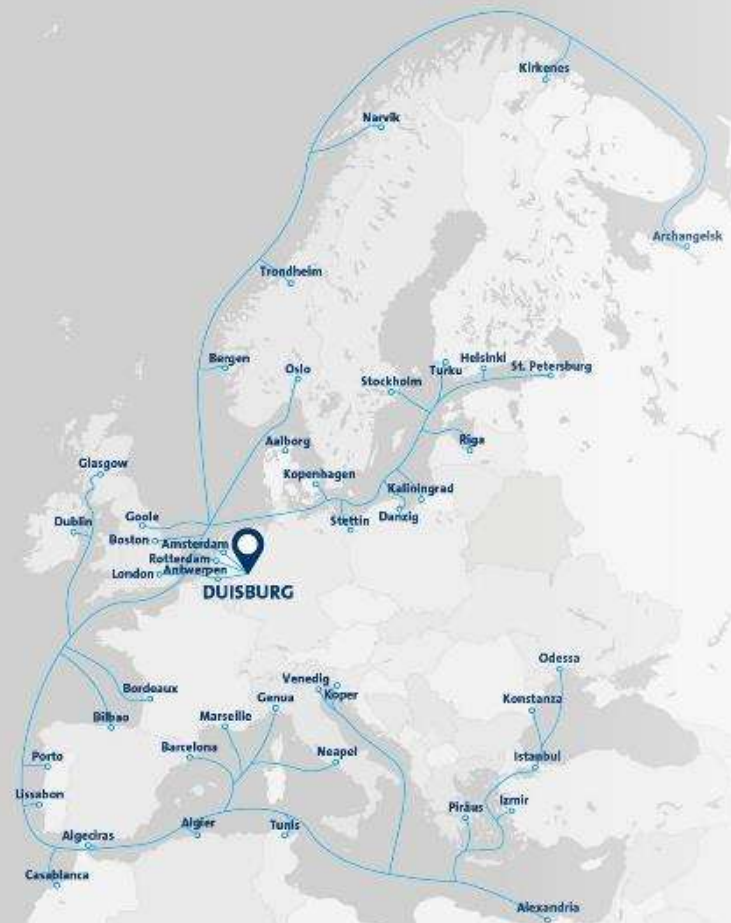 Kirkenes
Narvik
Archangelsk
Trondheim
Bergen
Oslo
Stockholm
Turku
Helsinki
St. Petersburg
Aalborg
Riga
Glasgow
Kopenhagen
Kaliningrad
Dublin
Goole
Stettin
Danzig
Boston
Amsterdam
Rotterdam
London
Antwerpen
DUISBURG
Odessa
Venedig
Koper
Bordeaux
Genua
Konstanza
Bilbao
Marseille
Barcelona
Neapel
Istanbul
Porto
Lissabon
Izmir
Piräus
Algier
Tunis
Algeciras
Casablanca
Alexandria